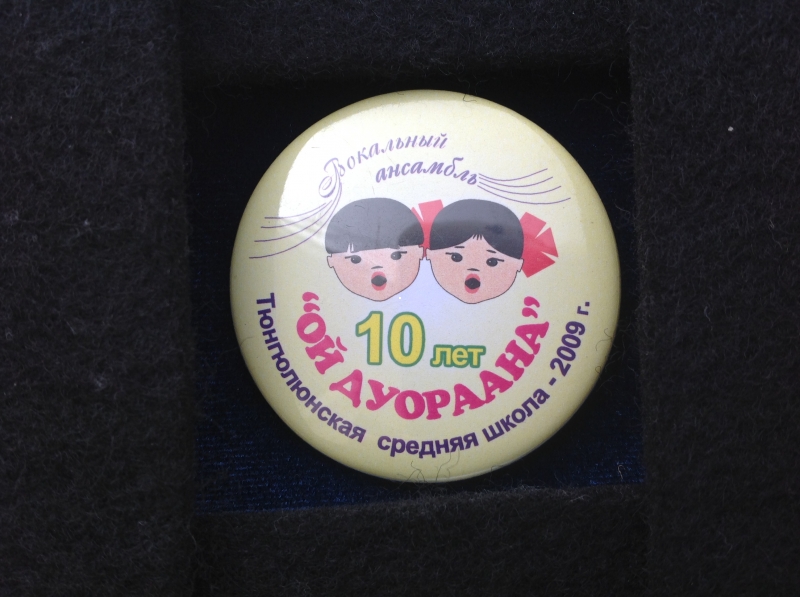 Вокальный
ансамбль
10 лет
“ОЙ ДУОРААНА”
Тюнгюлюнская средняя школа - 2009 г.